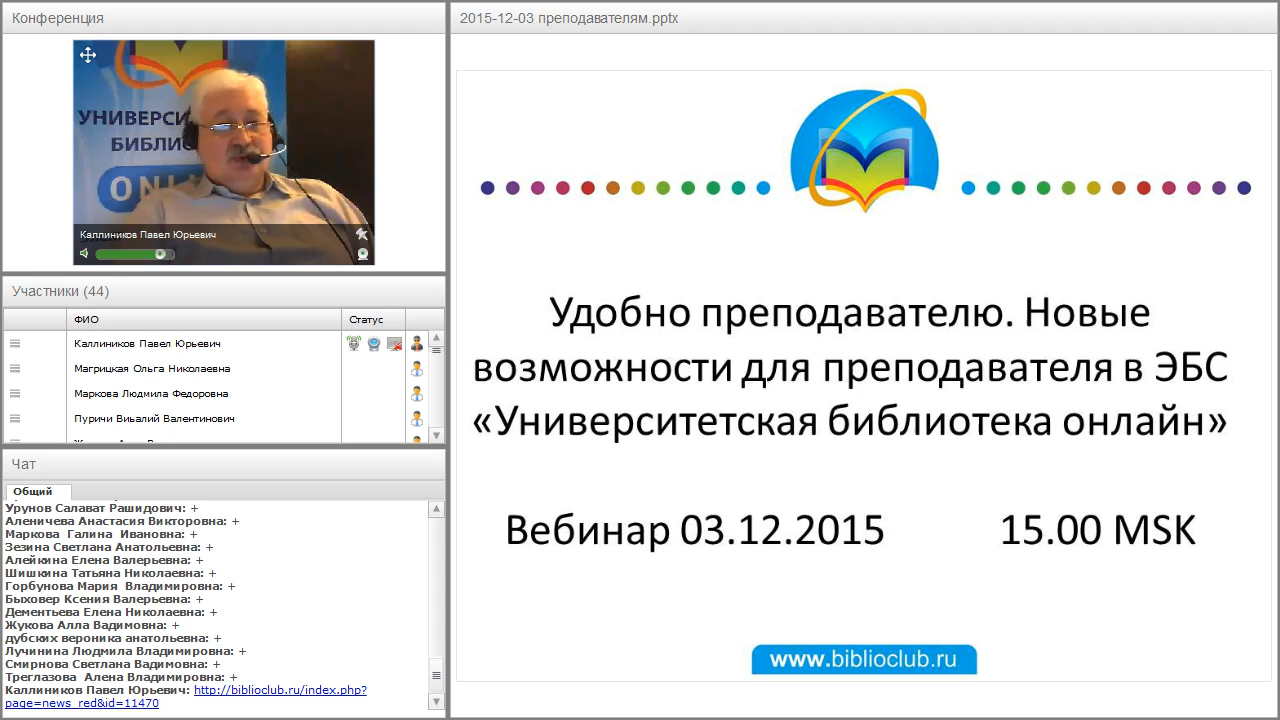 Конференция
УНИВЕРСИ
БИБЛИО
ONLI
Каллиников Павел Юрьевич
Участники (44)
ФИО
Статус
Каллиников Павел Юрьевич
Магрицкая Ольга Николаевна
Маркова Людмила Федоровна
Пуричи Виьалий Валентинович
Чат
Общий
Урунов Салават Рашидович: +
Аленичева Анастасия Викторовна: +
Маркова Галина Ивановна: +
Зезина Светлана Анатольевна: +
Алейкина Елена Валерьевна: +
Шишкина Татьяна Николаевна: +
Горбунова Мария Владимировна: +
Быховер Ксения Валерьевна: +
Дементьева Елена Николаевна: +
Жукова Алла Вадимовна: +
дубских вероника анатольевна: +
Лучинина Людмила Владимировна: +
Смирнова Светлана Вадимовна: +
Треглазова Алена Владимировна: +
Каллиников Павел Юрьевич: http://biblioclub.ru/index.php?
page=news_red&id=11470
2015-12-03 преподавателям.pptx
Удобно преподавателю. Новые
возможности для преподавателя в ЭБС
«Университетская библиотека онлайн»
Вебинар 03.12.2015 15.00 MSK
www.biblioclub.ru